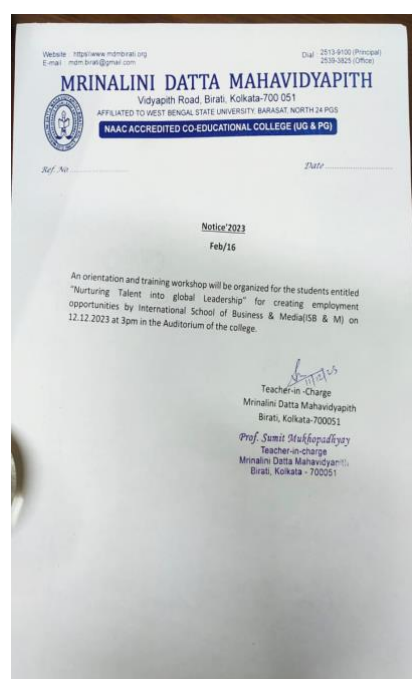 Website : https\\www.mdmbirati.org
Dial : 2513-9100 (Principal)
E-mail : mdm.birati@gmail.com
2539-3825 (Office)
MRINALINI DATTA MAHAVIDYAPITH
Vidyapith Road, Birati, Kolkata-700 051
AFFILIATED TO WEST BENGAL STATE UNIVERSITY. BARASAT, NORTH 24 PGS
NAAC ACCREDITED CO-EDUCATIONAL COLLEGE (UG & PG)
Ref. No
Date
Notice'2023
Feb/16
An orientation and training workshop will be organized for the students entitled
"Nurturing Talent into global Leadership" for creating employment
opportunities by International School of Business & Media(ISB & M) on
12.12.2023 at 3pm in the Auditorium of the college.
11/12/23
Teacher-in -Charge
Mrinalini Datta Mahavidyapith
Birati, Kolkata-700051
Prof. Sumit Mukhopadhyay
Teacher-in-charge
Mrinalini Datta Mahavidyapith
Birati, Kolkata - 700051